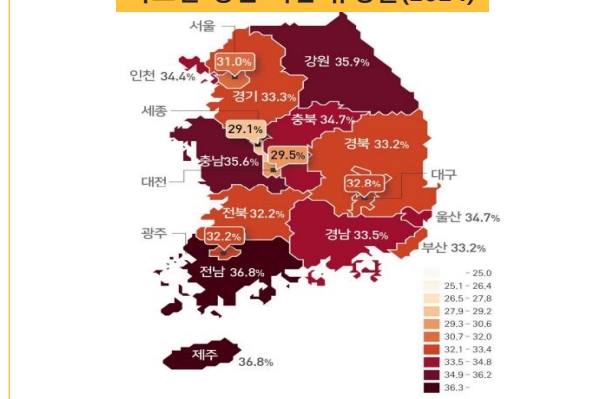 서울
31.0%
강원 35.9%
인천 34.4%
경기 33.3%
세종
충북 34.7%
29.1%
경북 33.2%
29.5%
충남35.6%
대전
32.8%
대구
전북 32.2%
울산 34.7%
광주
32.2%
경남 33.5%
부산 33.2%
전남 36.8%
제주
36.8%
- 25.0
25.1 - 26.4
26.5 - 27.8
27.9 - 29.2
29.3 - 30.6
30.7 - 32.0
32.1 - 33.4
33.5 - 34.8
34.9 - 36.2
36.3 -